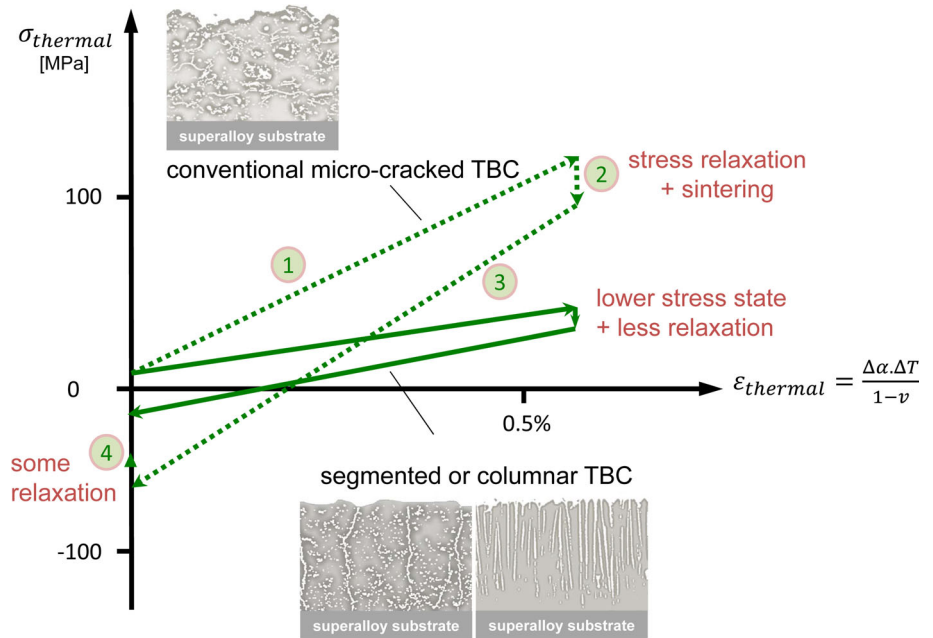 σthermal
[MPa]
superalloy substrate
conventional micro-cracked TBC
2
stress relaxation
+ sintering
100
1
3
lower stress state
+ less relaxation
0
εthermal = Δα.ΔT / 1−v
0.5%
4
some
relaxation
segmented or columnar TBC
-100
superalloy substrate
superalloy substrate